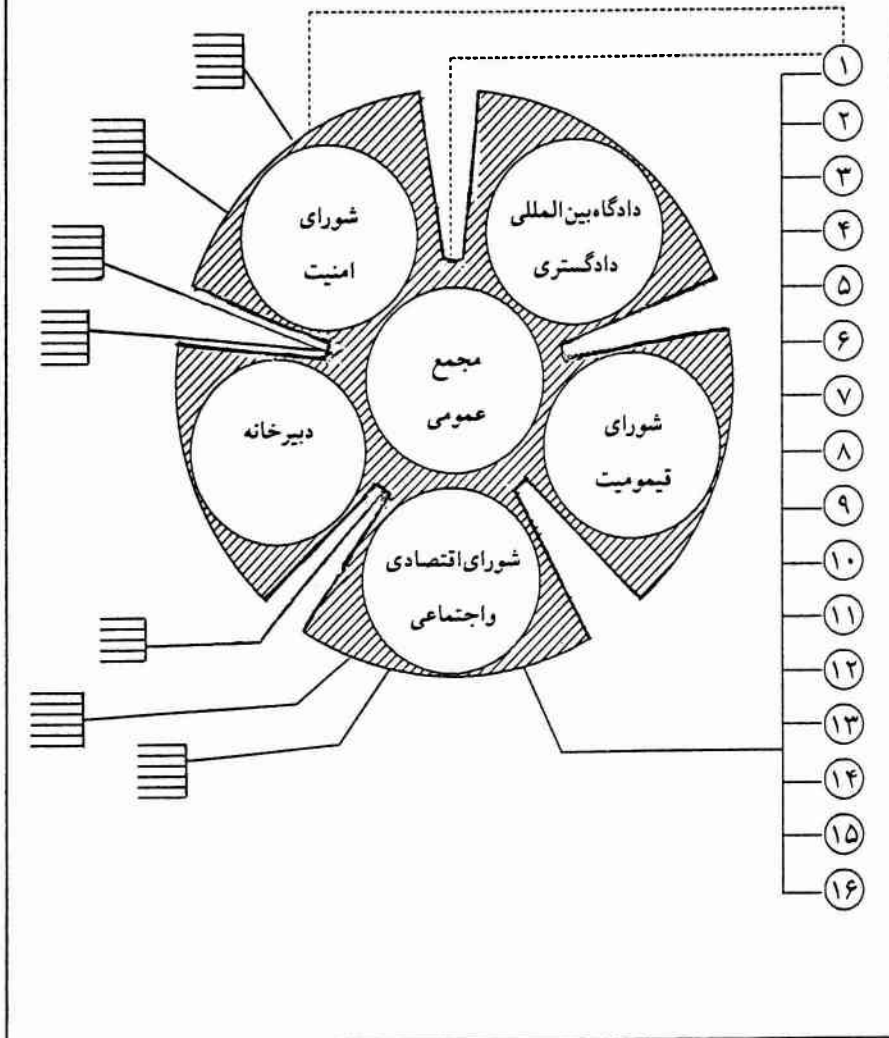 شورای
امنیت
دادگاه بین‌المللی
دادگستری
مجمع
عمومی
دبیرخانه
شورای
قیمومیت
شورای اقتصادی
واجتماعی
۱
۲
۳
۴
۵
۶
۷
۸
۹
۱۰
۱۱
۱۲
۱۳
۱۴
۱۵
۱۶